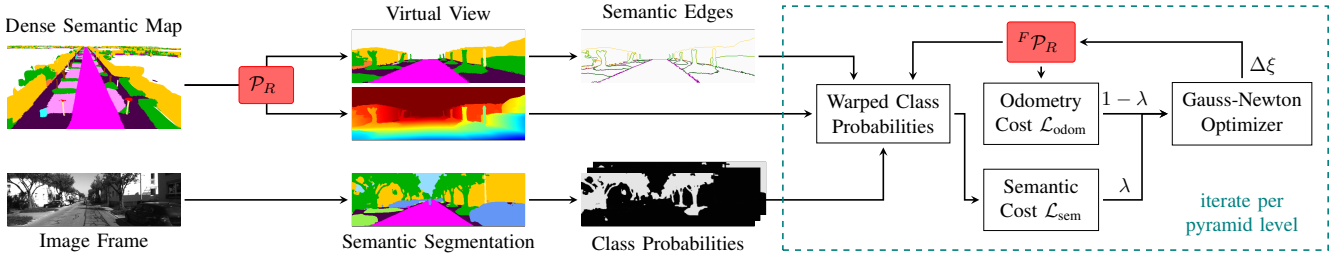 Dense Semantic Map
Virtual View
Semantic Edges
𝒫_R
^F𝒫_R
Δξ
Warped Class
Probabilities
Odometry
Cost ℒ_odom
1 − λ
Gauss-Newton
Optimizer
Semantic
Cost ℒ_sem
λ
iterate per
pyramid level
Image Frame
Semantic Segmentation
Class Probabilities